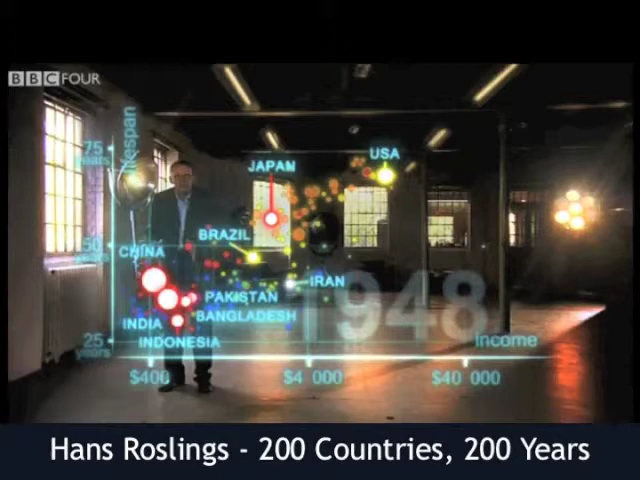 BBC FOUR
lifespan
75
years
JAPAN
USA
BRAZIL
50
years
CHINA
IRAN
PAKISTAN
BANGLADESH
INDIA
INDONESIA
1948
25
years
Income
$400
$4 000
$40 000
Hans Roslings - 200 Countries, 200 Years